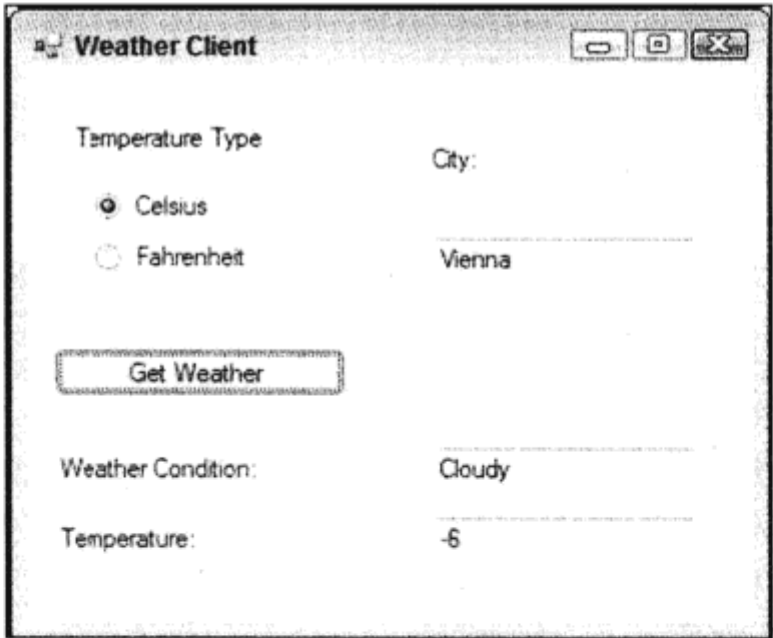 Weather Client
Temperature Type
City:
Celsius
Fahrenheit
Vienna
Get Weather
Weather Condition:
Cloudy
Temperature:
-6